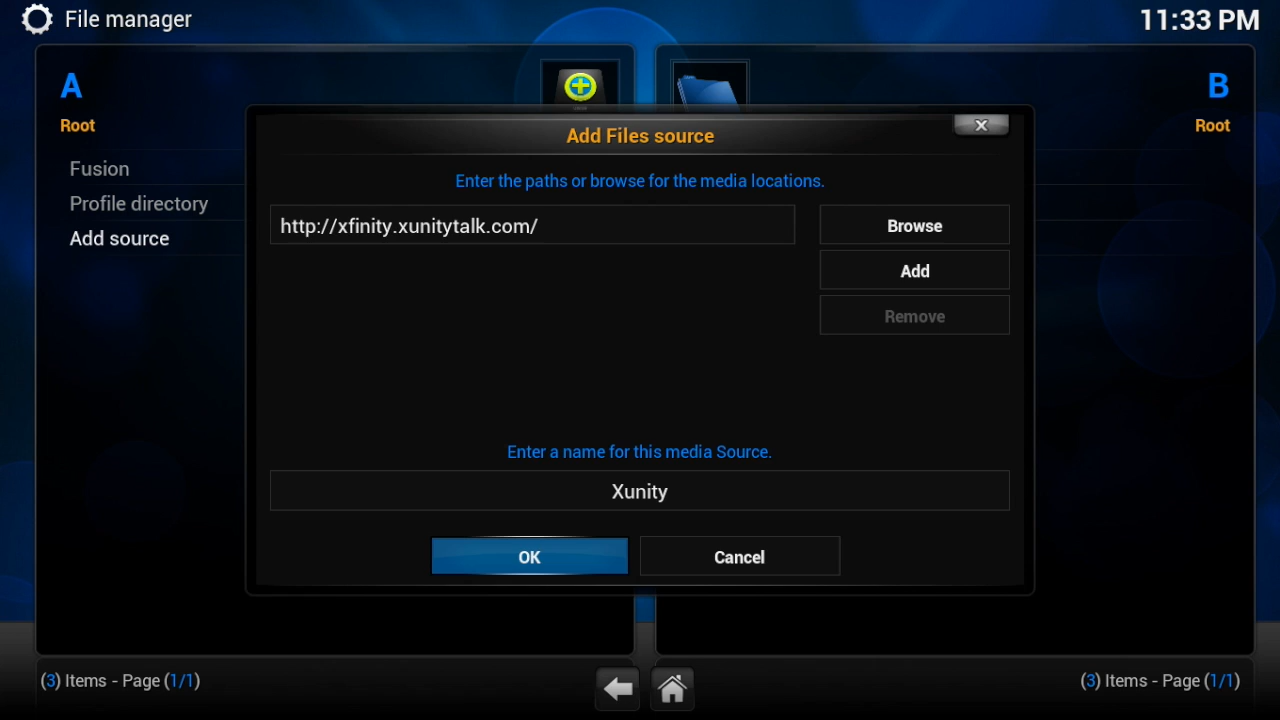 File manager
11:33 PM
A
B
Root
Root
Fusion
Profile directory
Add source
Add Files source
Enter the paths or browse for the media locations.
http://xfinity.xunitytalk.com/
Browse
Add
Remove
Enter a name for this media Source.
Xunity
OK
Cancel
(3) Items - Page (1/1)
(3) Items - Page (1/1)